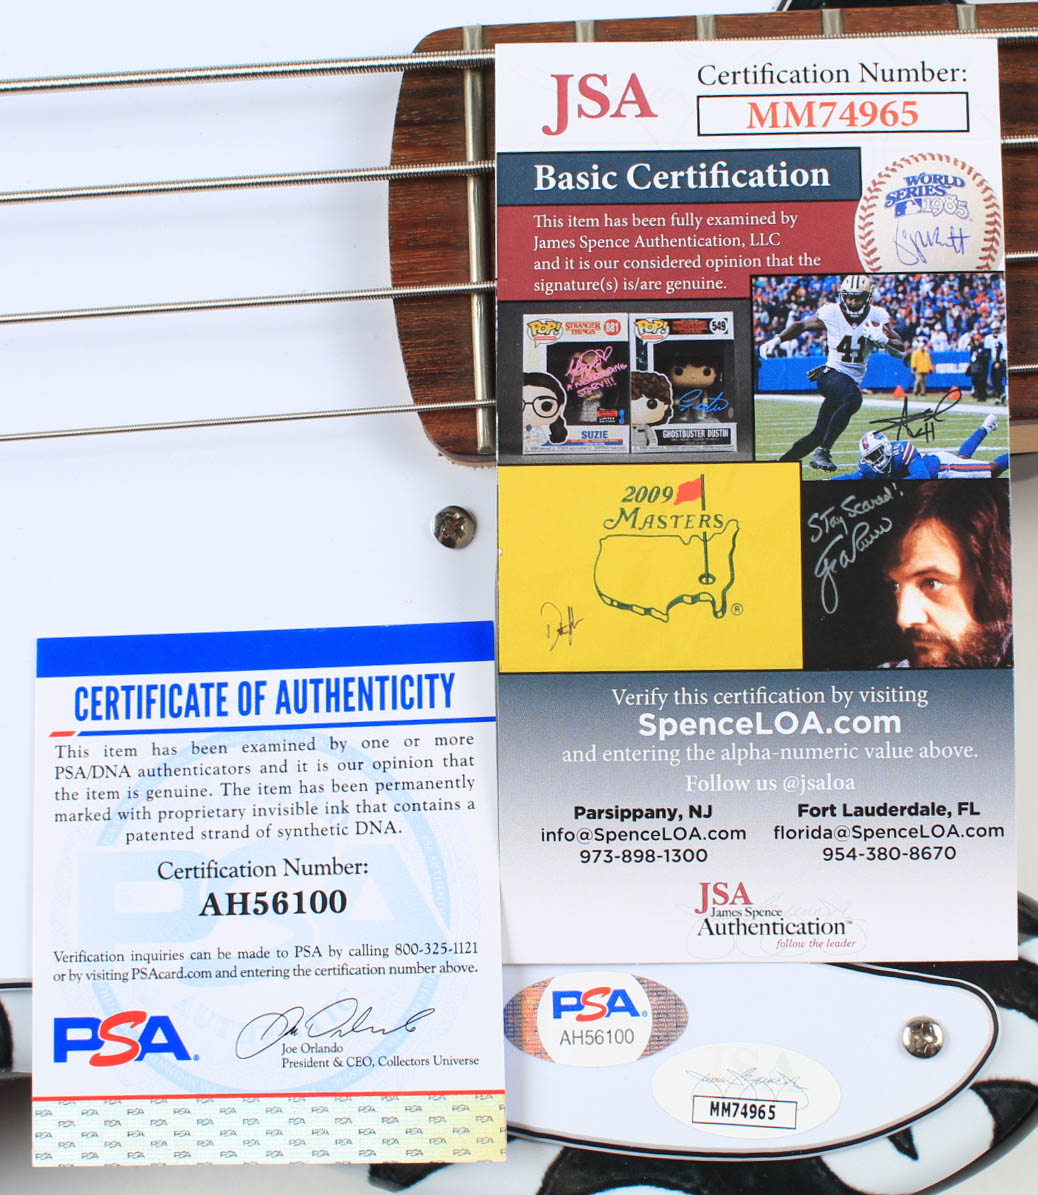 JSA
Certification Number:
MM74965
Basic Certification
This item has been fully examined by
James Spence Authentication, LLC
and it is our considered opinion that the
signature(s) is/are genuine.
WORLD
SERIES
1985
POP!
STRANGER
THINGS
881
A NEVERENDING
STORY!!!
SUZIE
POP!
549
GHOSTBUSTER DUSTIN
41
2009
MASTERS
®
Stay Scared!
Verify this certification by visiting
SpenceLOA.com
and entering the alpha-numeric value above.
Follow us @jsaloa
Parsippany, NJ
info@SpenceLOA.com
973-898-1300
Fort Lauderdale, FL
florida@SpenceLOA.com
954-380-8670
JSA
James Spence
Authentication™
follow the leader
CERTIFICATE OF AUTHENTICITY
This item has been examined by one or more
PSA/DNA authenticators and it is our opinion that
the item is genuine. The item has been permanently
marked with proprietary invisible ink that contains a
patented strand of synthetic DNA.
Certification Number:
AH56100
Verification inquiries can be made to PSA by calling 800-325-1121
or by visiting PSAcard.com and entering the certification number above.
PSA®
Joe Orlando
President & CEO, Collectors Universe
PSA
AH56100
MM74965